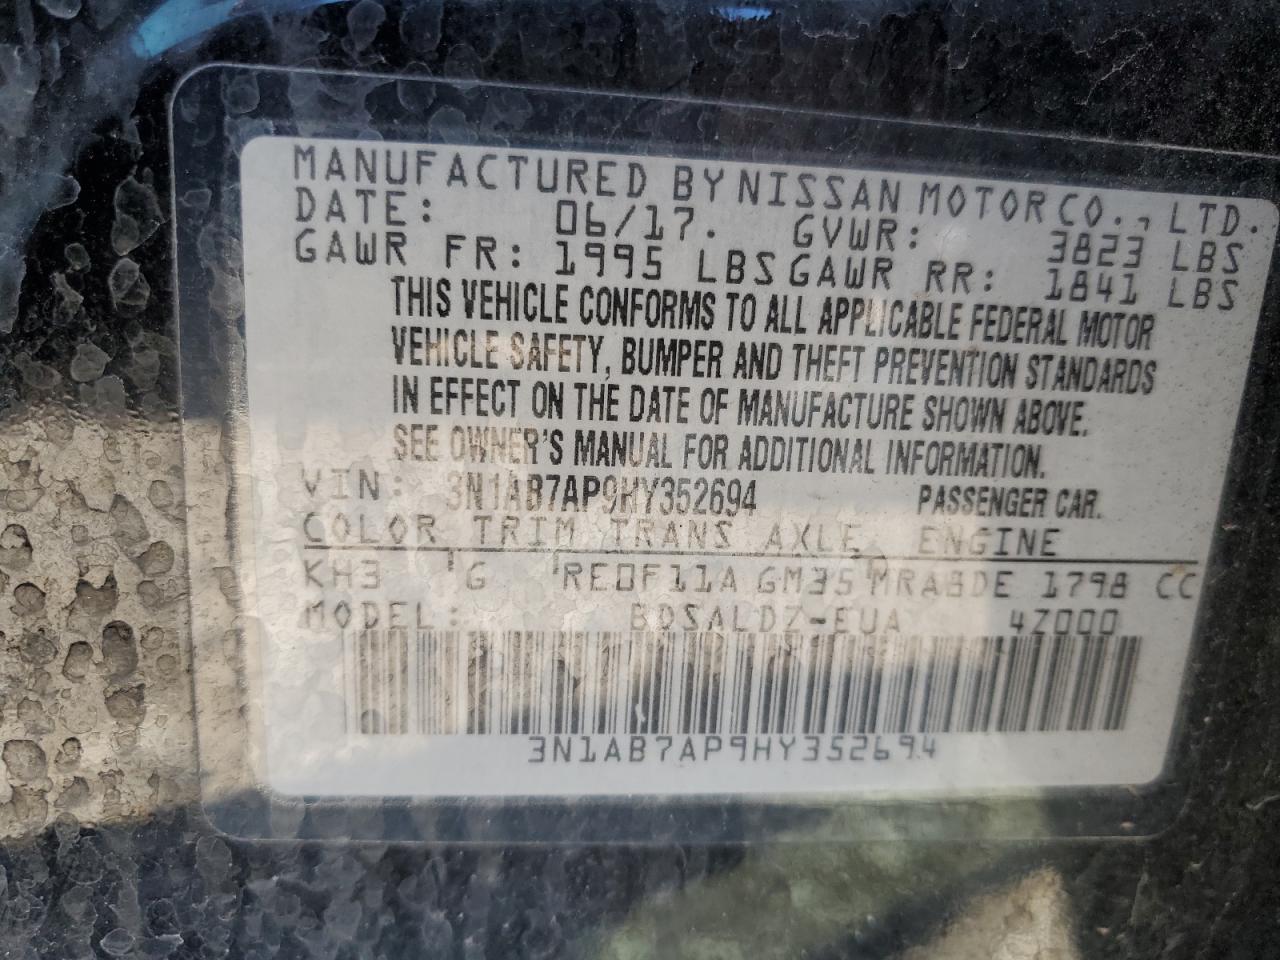 MANUFACTURED BY NISSAN MOTOR CO., LTD.
DATE: 06/17. GVWR: 3823 LBS
GAWR FR: 1995 LBS GAWR RR: 1841 LBS
THIS VEHICLE CONFORMS TO ALL APPLICABLE FEDERAL MOTOR
VEHICLE SAFETY, BUMPER AND THEFT PREVENTION STANDARDS
IN EFFECT ON THE DATE OF MANUFACTURE SHOWN ABOVE.
SEE OWNER'S MANUAL FOR ADDITIONAL INFORMATION.
VIN: 3N1AB7AP9HY352694 PASSENGER CAR.
COLOR TRIM TRANS AXLE ENGINE
KH3 G RE0F11A GM35 MRA8DE 1798 CC
MODEL: BDSALDZ-EUA 4Z000
3N1AB7AP9HY352694